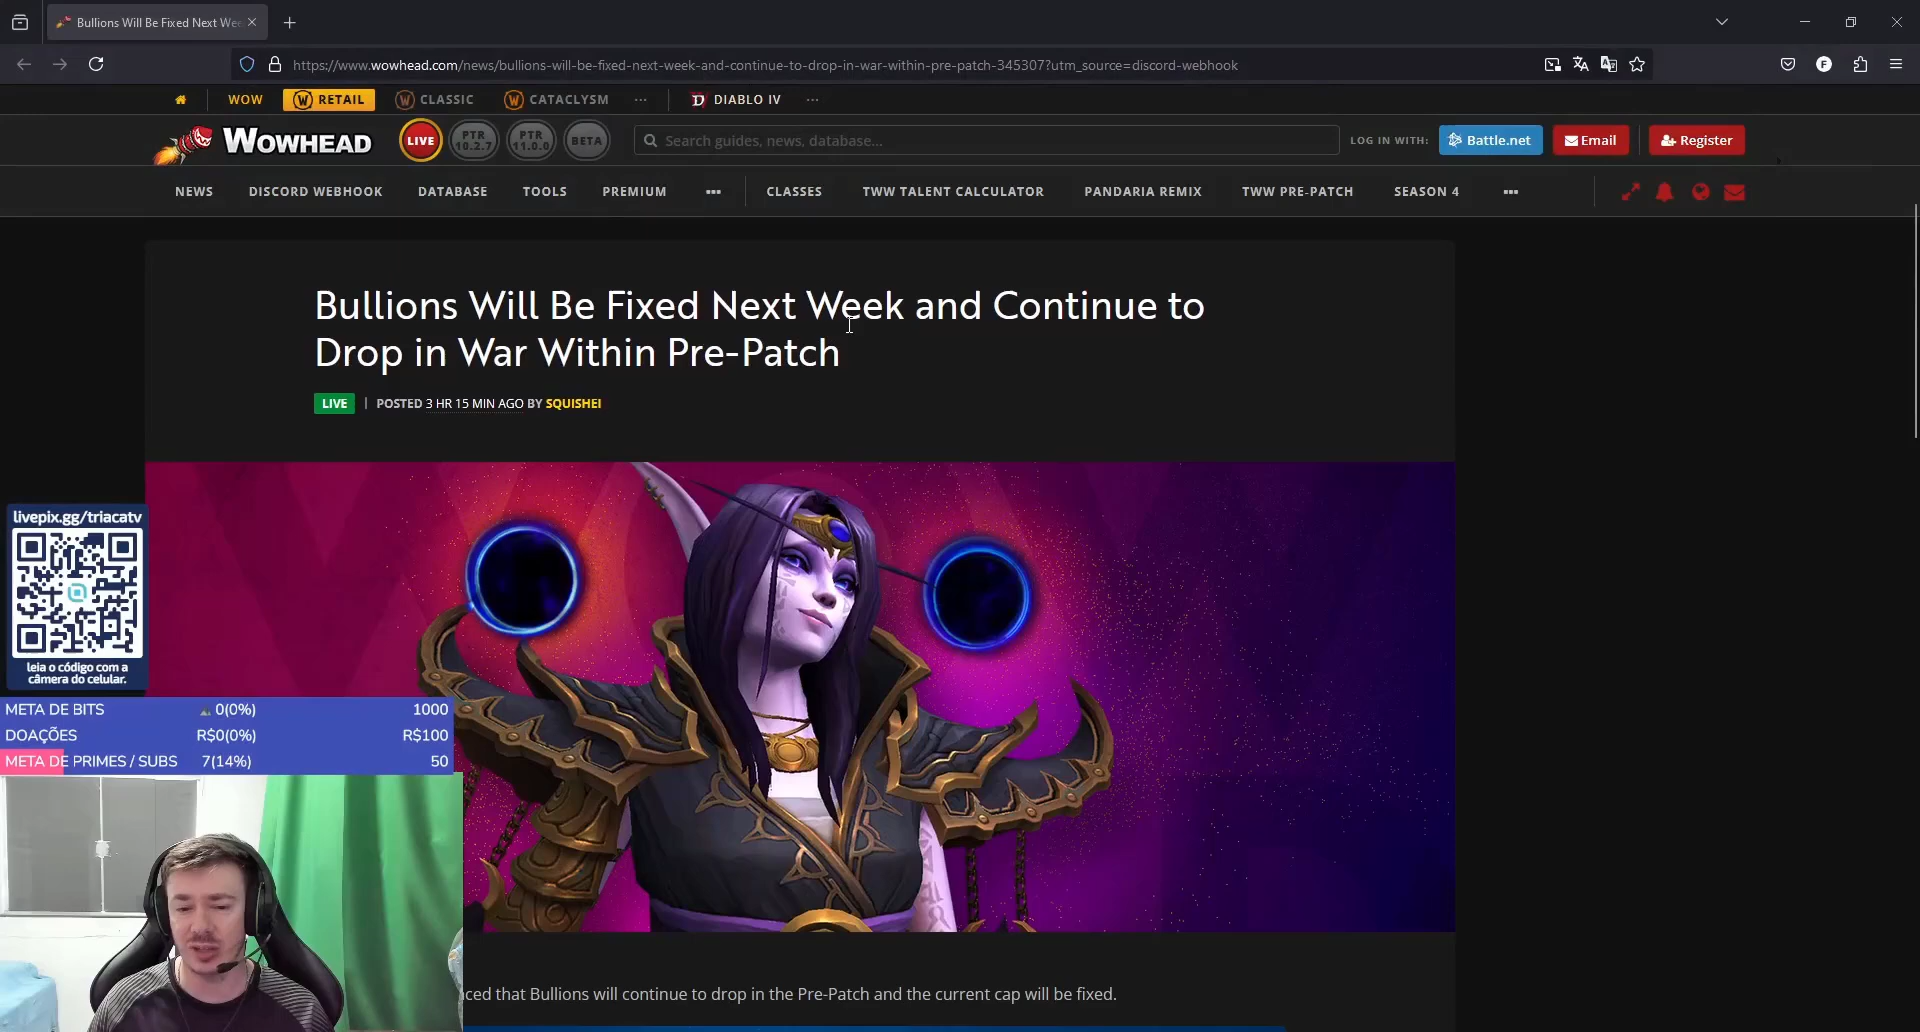 Bullions Will Be Fixed Next Wee
https://www.wowhead.com/news/bullions-will-be-fixed-next-week-and-continue-to-drop-in-war-within-pre-patch-345307?utm_source=discord-webhook
WOW RETAIL CLASSIC CATACLYSM ... DIABLO IV ...
WOWHEAD LIVE PTR 10.2.7 PTR 11.0.0 BETA Search guides, news, database... LOG IN WITH: Battle.net Email Register
NEWS DISCORD WEBHOOK DATABASE TOOLS PREMIUM ... CLASSES TWW TALENT CALCULATOR PANDARIA REMIX TWW PRE-PATCH SEASON 4 ...
Bullions Will Be Fixed Next Week and Continue to
Drop in War Within Pre-Patch
LIVE | POSTED 3 HR 15 MIN AGO BY SQUISHEI
livepix.gg/triacatv
leia o código com a
câmera do celular.
META DE BITS 0(0%) 1000
DOAÇÕES R$0(0%) R$100
META DE PRIMES / SUBS 7(14%) 50
ced that Bullions will continue to drop in the Pre-Patch and the current cap will be fixed.